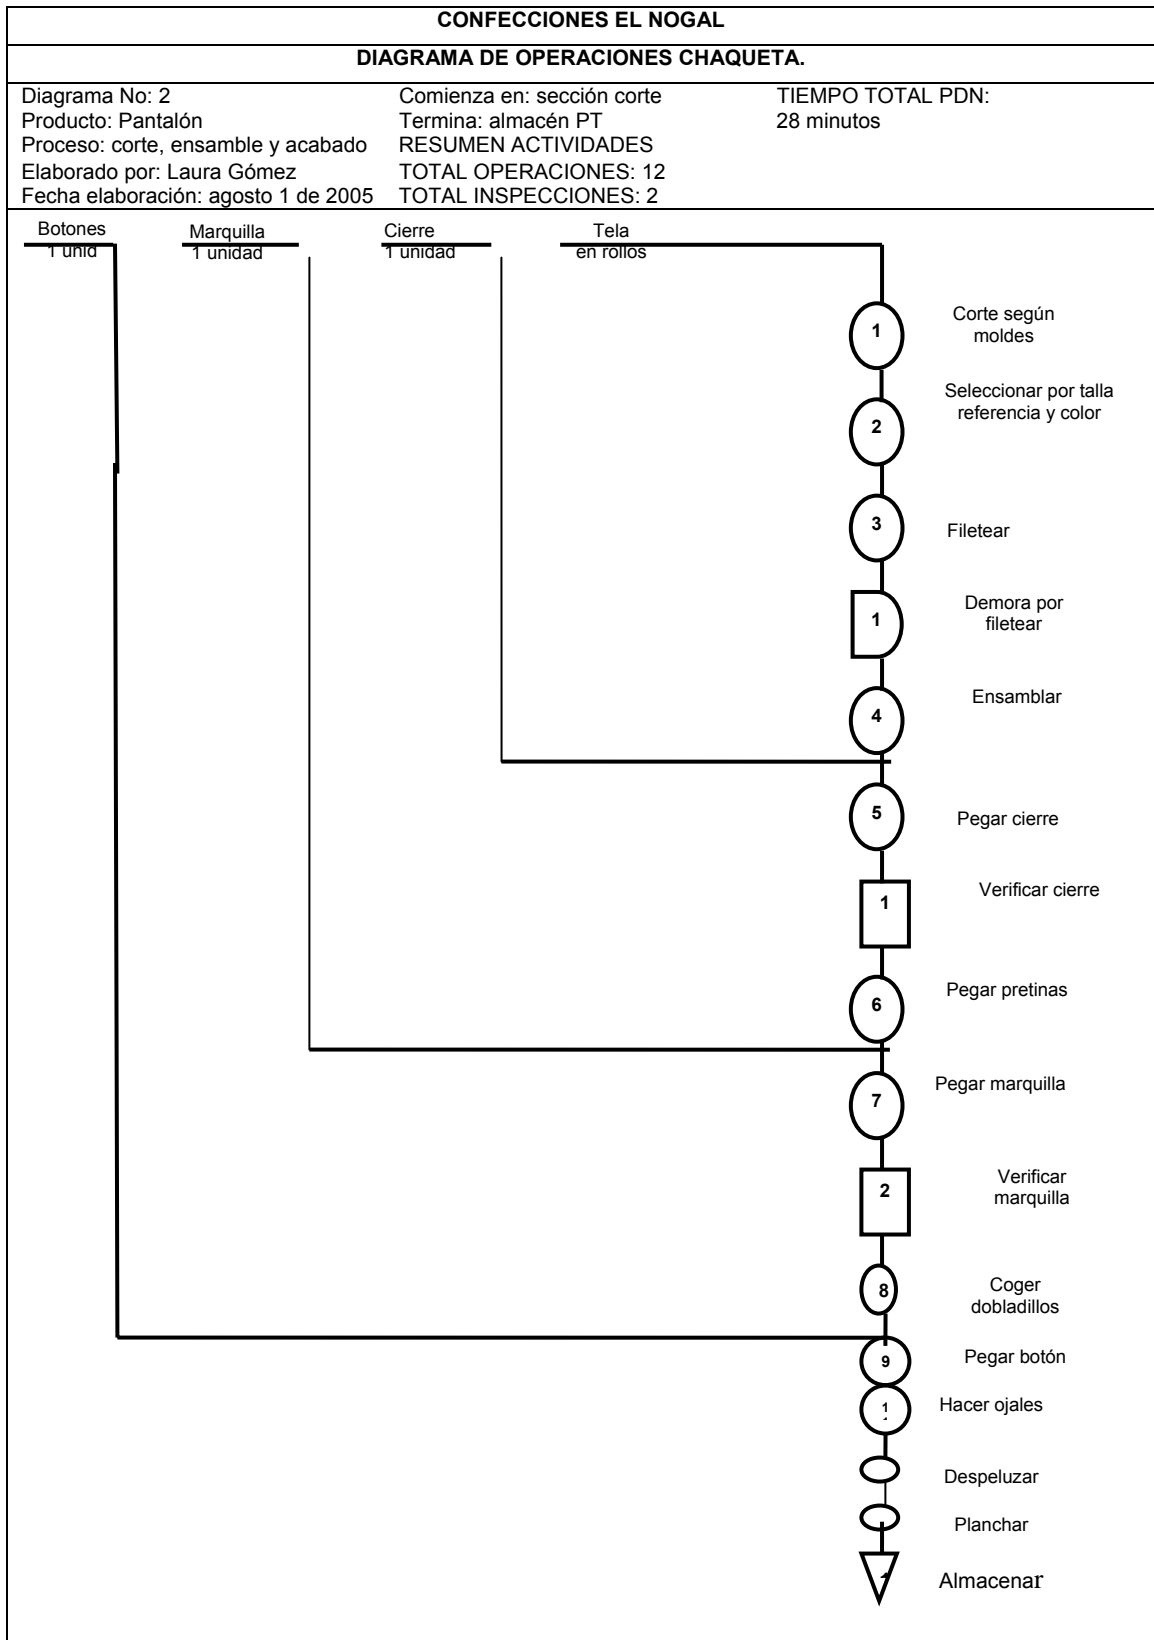 CONFECCIONES EL NOGAL
DIAGRAMA DE OPERACIONES CHAQUETA.
Diagrama No: 2
Producto: Pantalón
Proceso: corte, ensamble y acabado
Elaborado por: Laura Gómez
Fecha elaboración: agosto 1 de 2005
Comienza en: sección corte
Termina: almacén PT
RESUMEN ACTIVIDADES
TOTAL OPERACIONES: 12
TOTAL INSPECCIONES: 2
TIEMPO TOTAL PDN:
28 minutos
Botones
1 unid
Marquilla
1 unidad
Cierre
1 unidad
Tela
en rollos
1
Corte según
moldes
2
Seleccionar por talla
referencia y color
3
Filetear
1
Demora por
filetear
4
Ensamblar
5
Pegar cierre
1
Verificar cierre
6
Pegar pretinas
7
Pegar marquilla
2
Verificar
marquilla
8
Coger
dobladillos
9
Pegar botón
1
Hacer ojales
Despeluzar
Planchar
Almacenar